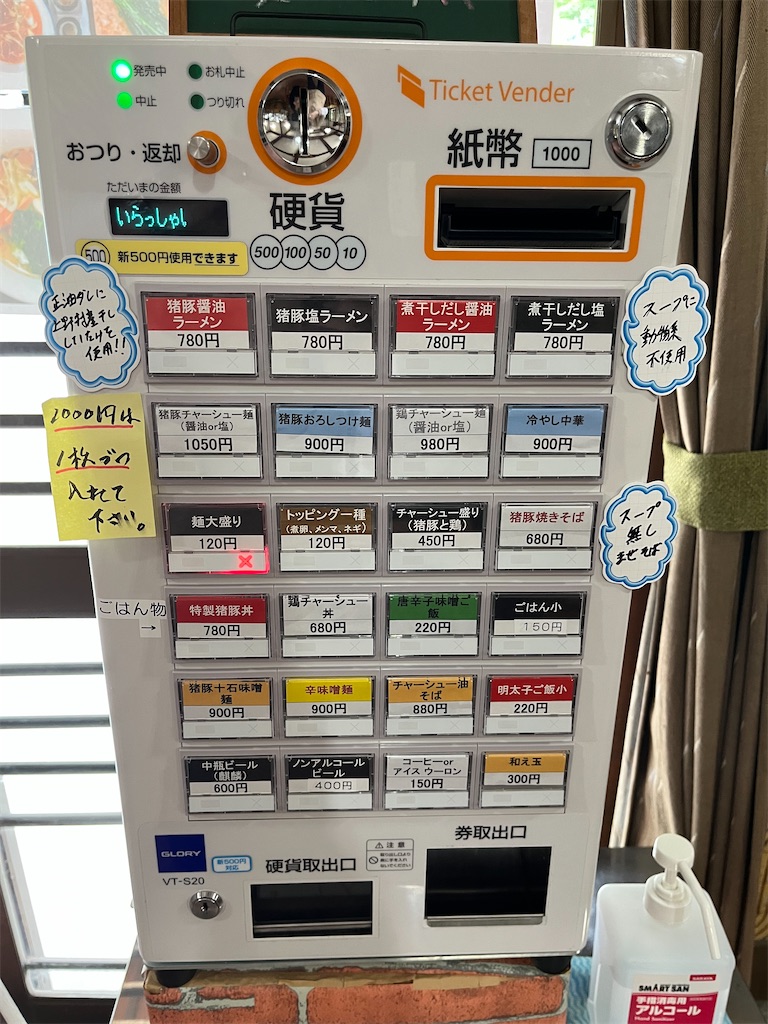 発売中
お札中止
中止
つり切れ
Ticket Vender
おつり・返却
紙幣
1000
ただいまの金額
いらっしゃい
硬貨
500 100 50 10
500 新500円使用できます
正油ダレに
上野村産干し
しいたけを
使用!!
スープに
動物系
不使用
猪豚醤油
ラーメン
780円
猪豚塩ラーメン
780円
煮干しだし醤油
ラーメン
780円
煮干しだし塩
ラーメン
780円
1枚づつ
入れて
下さい。
猪豚チャーシュー麺
(醤油or塩)
1050円
猪豚おろしつけ麺
900円
鶏チャーシュー麺
(醤油or塩)
980円
冷やし中華
900円
麺大盛り
120円
トッピング一種
(煮卵、メンマ、ネギ)
120円
チャーシュー盛り
(猪豚と鶏)
450円
猪豚焼きそば
680円
スープ
無し
まぜそば
ごはん物
→
特製猪豚丼
780円
鶏チャーシュー
丼
680円
唐辛子味噌ご
飯
220円
ごはん小
150円
猪豚十石味噌
麺
900円
辛味噌麺
900円
チャーシュー油
そば
880円
明太子ご飯小
220円
中瓶ビール
(麒麟)
600円
ノンアルコール
ビール
400円
コーヒーor
アイス ウーロン
150円
和え玉
300円
GLORY
新500円
対応
VT-S20
硬貨取出口
注意
券取出口
SMART SAN
手指消毒用
アルコール
Hand Sanitizer